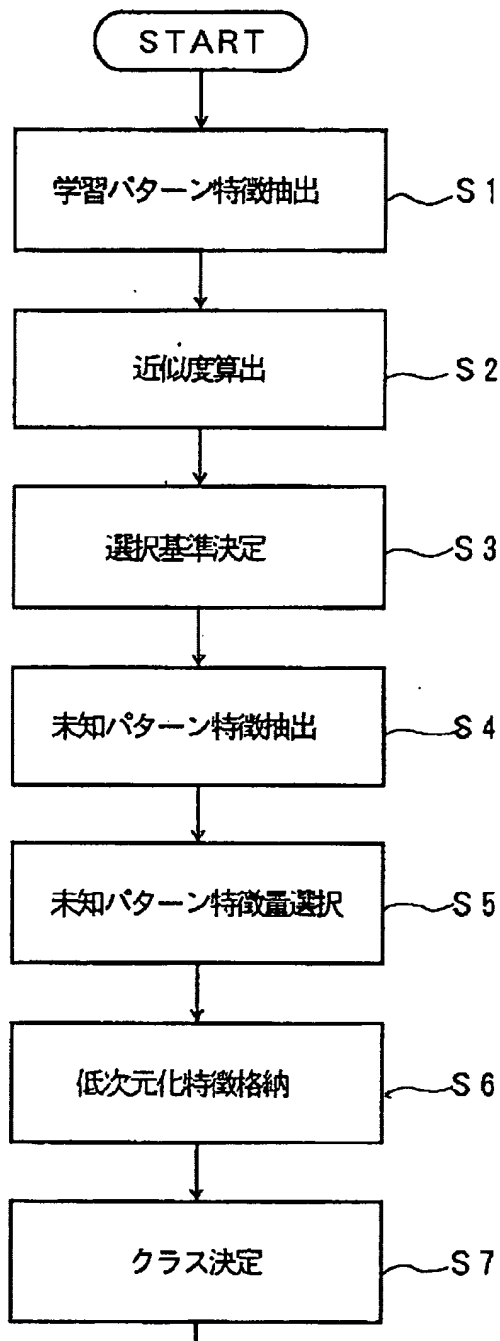 START
学習パターン特徴抽出 S1
近似度算出 S2
選択基準決定 S3
未知パターン特徴抽出 S4
未知パターン特徴量選択 S5
低次元化特徴格納 S6
クラス決定 S7